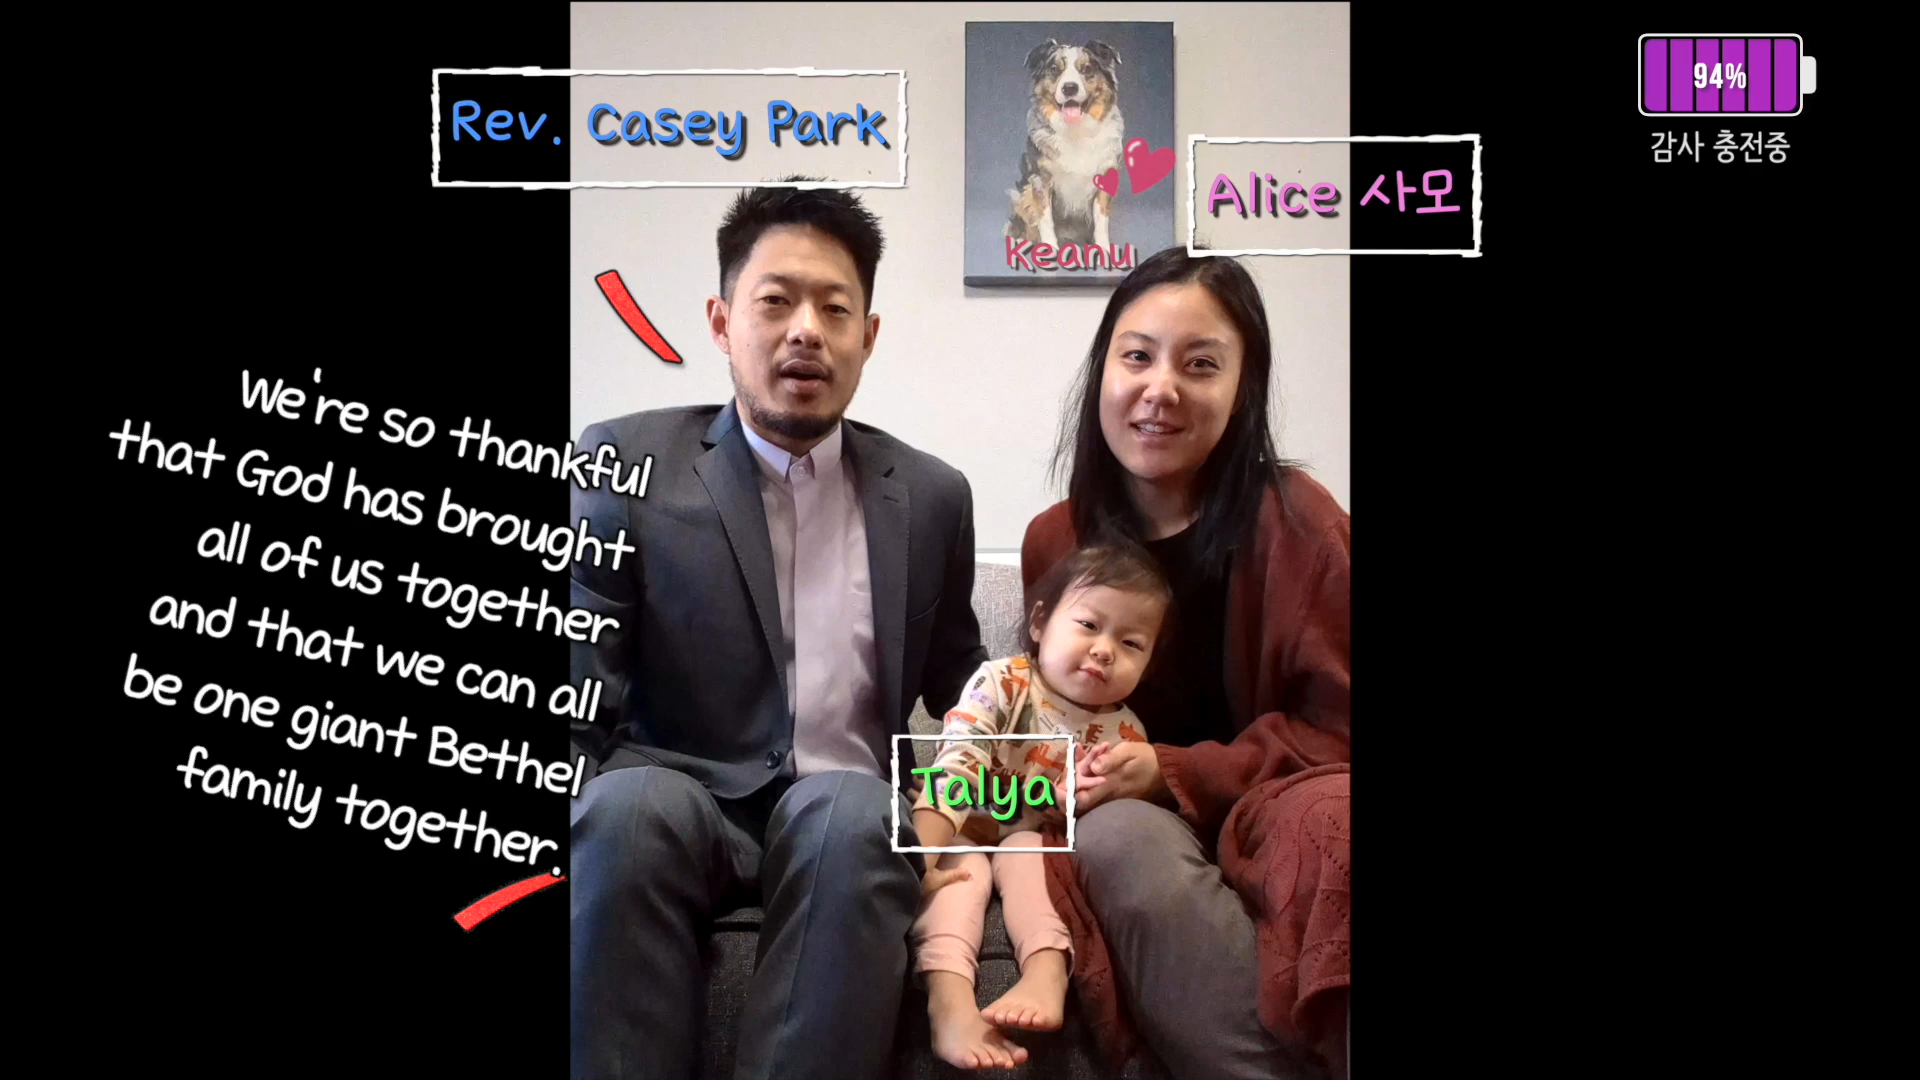 Rev. Casey Park
94%
감사 충전중
Alice 사모
Keanu
We're so thankful
that God has brought
all of us together
and that we can all
be one giant Bethel
family together.
Talya